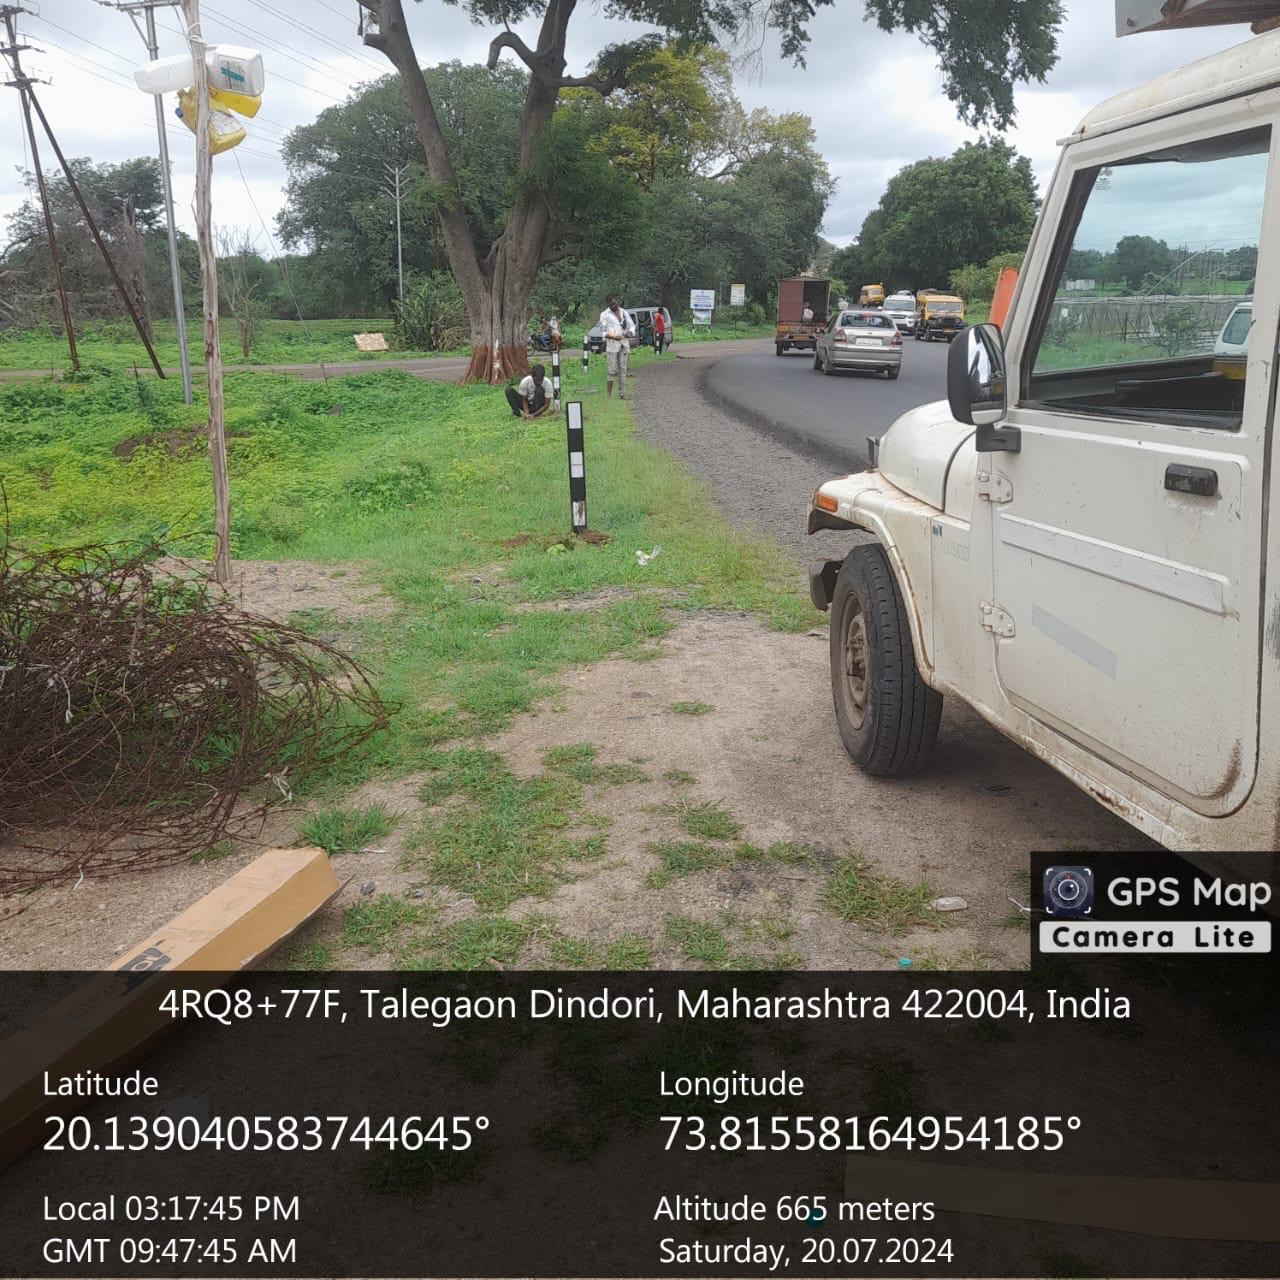 GPS Map
Camera Lite
4RQ8+77F, Talegaon Dindori, Maharashtra 422004, India
Latitude
20.139040583744645°
Longitude
73.81558164954185°
Local 03:17:45 PM
GMT 09:47:45 AM
Altitude 665 meters
Saturday, 20.07.2024